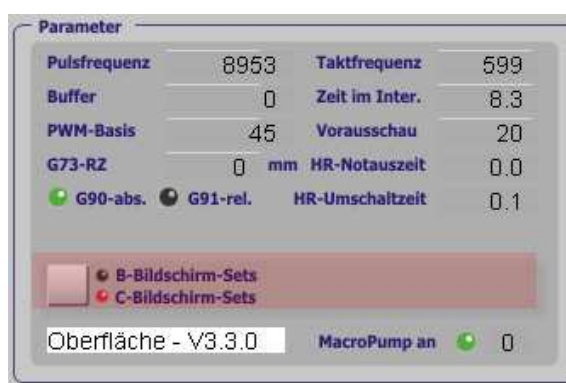 Parameter
Pulsfrequenz 8953 Taktfrequenz 599
Buffer 0 Zeit im Inter. 8.3
PWM-Basis 45 Vorausschau 20
G73-RZ 0 mm HR-Notauszeit 0.0
G90-abs. G91-rel. HR-Umschaltzeit 0.1
B-Bildschirm-Sets
C-Bildschirm-Sets
Oberfläche - V3.3.0 MacroPump an 0